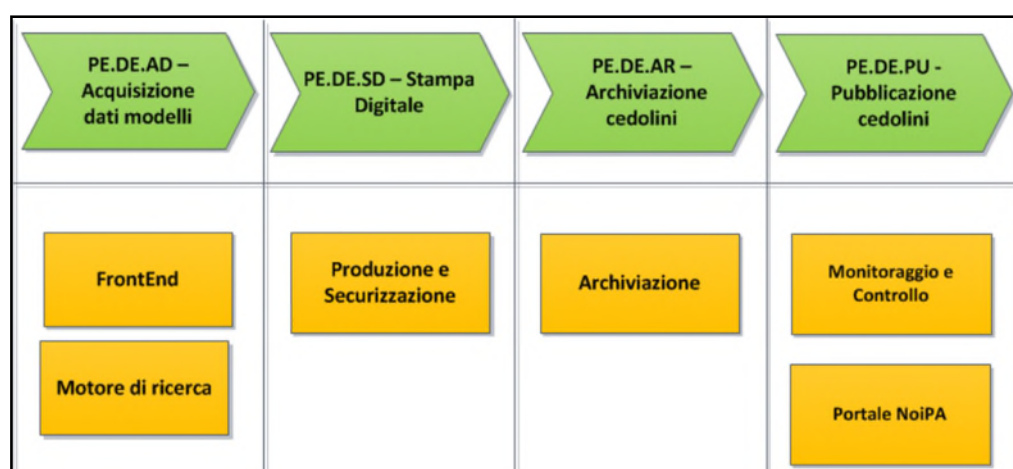 PE.DE.AD –
Acquisizione
dati modelli
PE.DE.SD – Stampa
Digitale
PE.DE.AR –
Archiviazione
cedolini
PE.DE.PU -
Pubblicazione
cedolini
FrontEnd
Motore di ricerca
Produzione e
Securizzazione
Archiviazione
Monitoraggio e
Controllo
Portale NoiPA